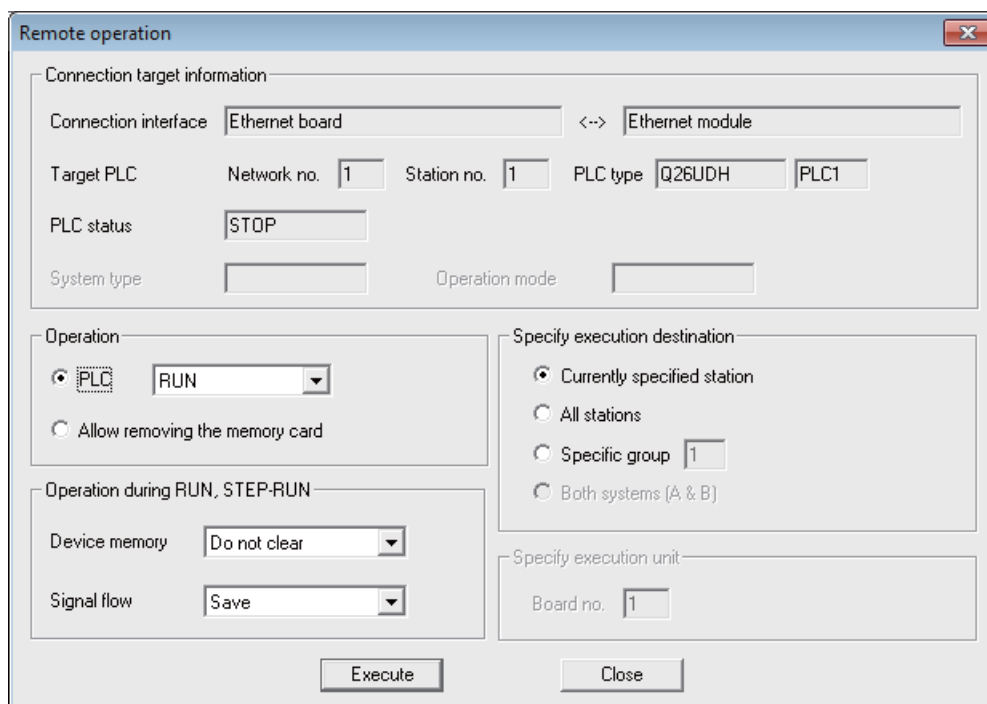 Remote operation
Connection target information
Connection interface Ethernet board <--> Ethernet module
Target PLC Network no. 1 Station no. 1 PLC type Q26UDH PLC1
PLC status STOP
System type Operation mode
Operation
PLC RUN
Allow removing the memory card
Specify execution destination
Currently specified station
All stations
Specific group 1
Both systems (A & B)
Operation during RUN, STEP-RUN
Device memory Do not clear
Signal flow Save
Specify execution unit
Board no. 1
Execute Close